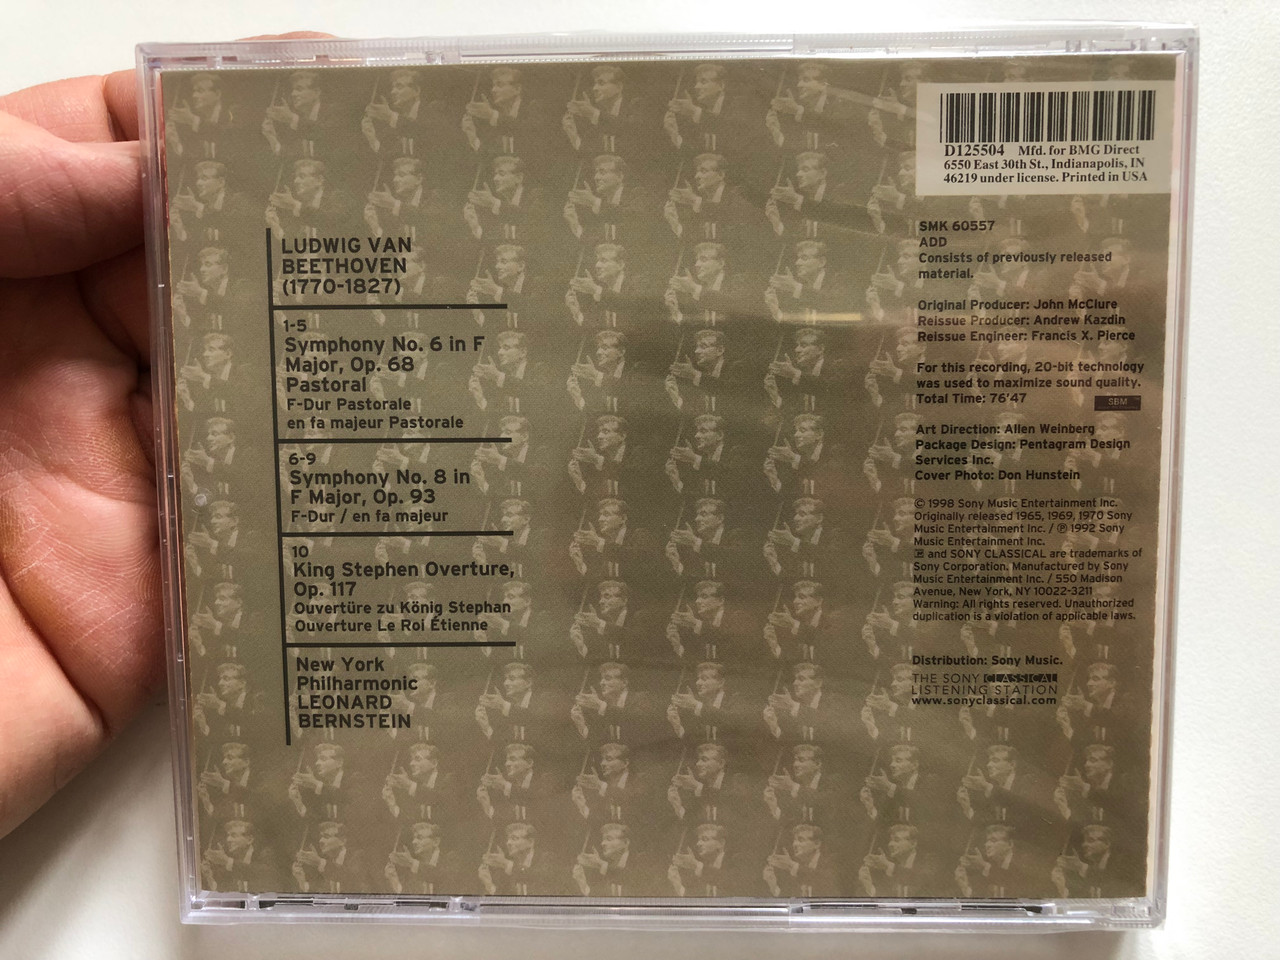 LUDWIG VAN
BEETHOVEN
(1770-1827)
1-5
Symphony No. 6 in F
Major, Op. 68
Pastoral
F-Dur Pastorale
en fa majeur Pastorale
6-9
Symphony No. 8 in
F Major, Op. 93
F-Dur / en fa majeur
10
King Stephen Overture,
Op. 117
Ouvertüre zu König Stephan
Ouverture Le Roi Étienne
New York
Philharmonic
LEONARD
BERNSTEIN
D125504 Mfd. for BMG Direct
6550 East 30th St., Indianapolis, IN
46219 under license. Printed in USA
SMK 60557
ADD
Consists of previously released
material.
Original Producer: John McClure
Reissue Producer: Andrew Kazdin
Reissue Engineer: Francis X. Pierce
For this recording, 20-bit technology
was used to maximize sound quality.
Total Time: 76'47
SBM
Art Direction: Allen Weinberg
Package Design: Pentagram Design
Services Inc.
Cover Photo: Don Hunstein
© 1998 Sony Music Entertainment Inc.
Originally released 1965, 1969, 1970 Sony
Music Entertainment Inc. / ℗ 1992 Sony
Music Entertainment Inc.
and SONY CLASSICAL are trademarks of
Sony Corporation. Manufactured by Sony
Music Entertainment Inc. / 550 Madison
Avenue, New York, NY 10022-3211
Warning: All rights reserved. Unauthorized
duplication is a violation of applicable laws.
Distribution: Sony Music.
THE SONY CLASSICAL
LISTENING STATION
www.sonyclassical.com